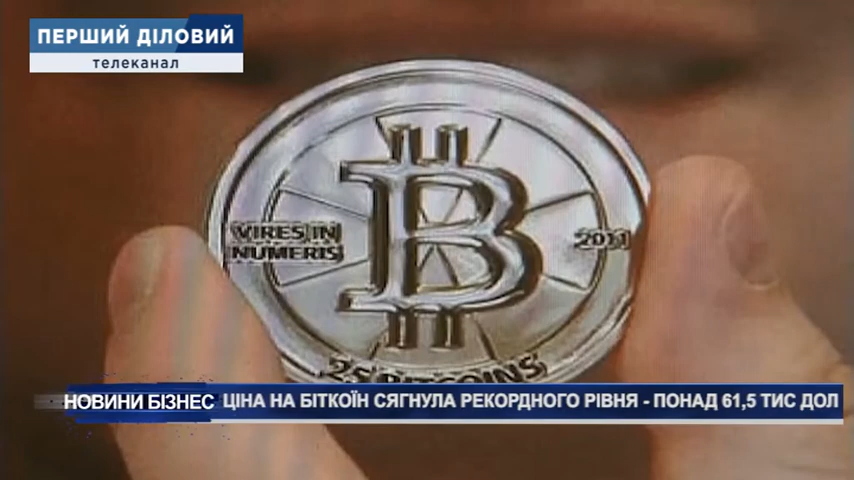 ПЕРШИЙ ДІЛОВИЙ
телеканал
VIRES IN
NUMERIS
2011
25 BITCOINS
НОВИНИ БІЗНЕС ЦІНА НА БІТКОЇН СЯГНУЛА РЕКОРДНОГО РІВНЯ - ПОНАД 61,5 ТИС ДОЛ